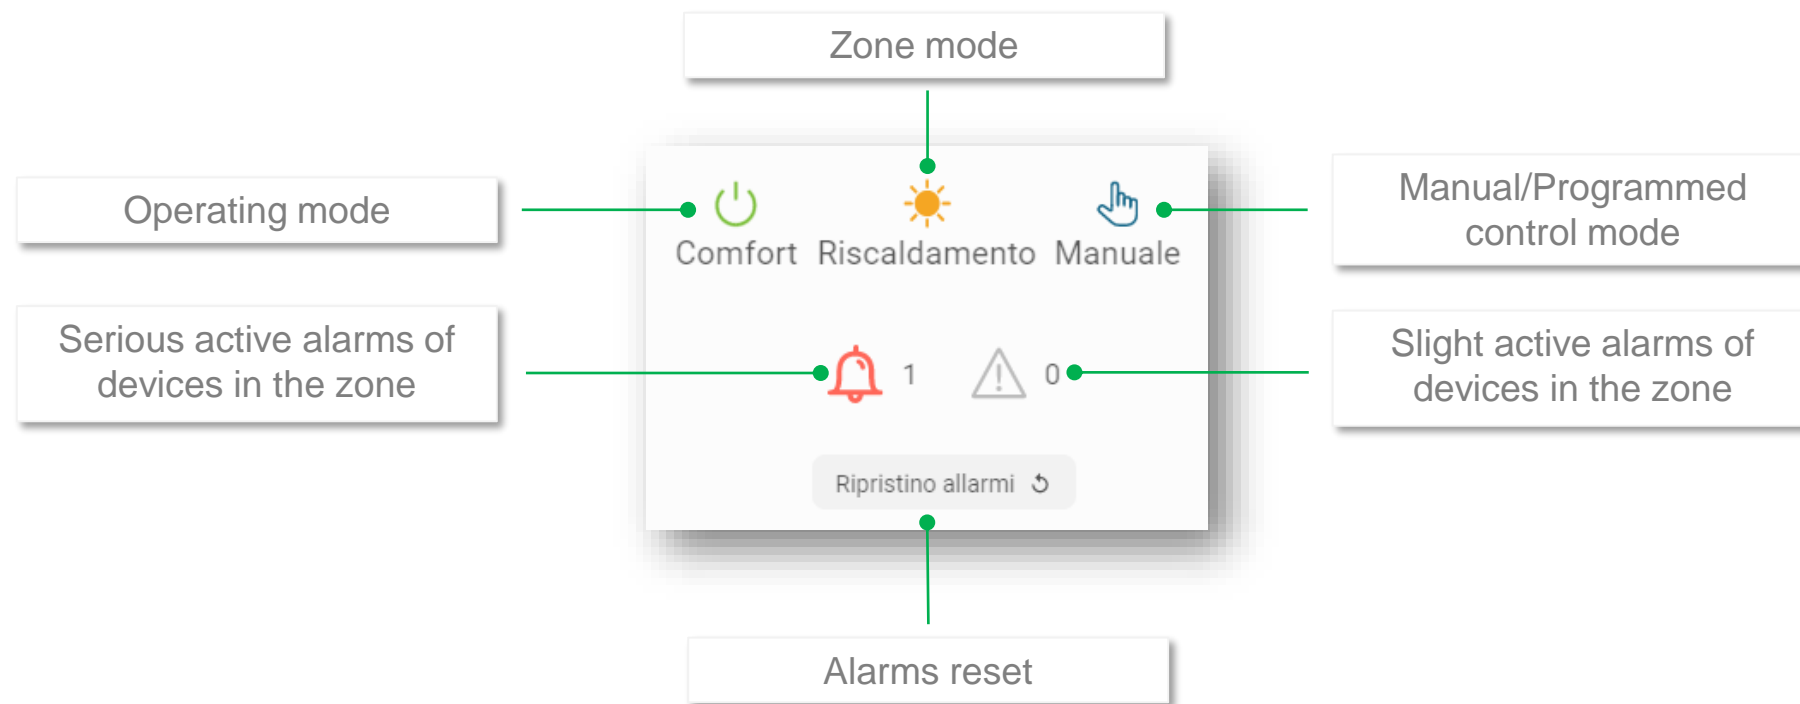 Zone mode
Operating mode
Comfort
Riscaldamento
Manuale
Manual/Programmed
control mode
Serious active alarms of
devices in the zone
1
0
Slight active alarms of
devices in the zone
Ripristino allarmi
Alarms reset